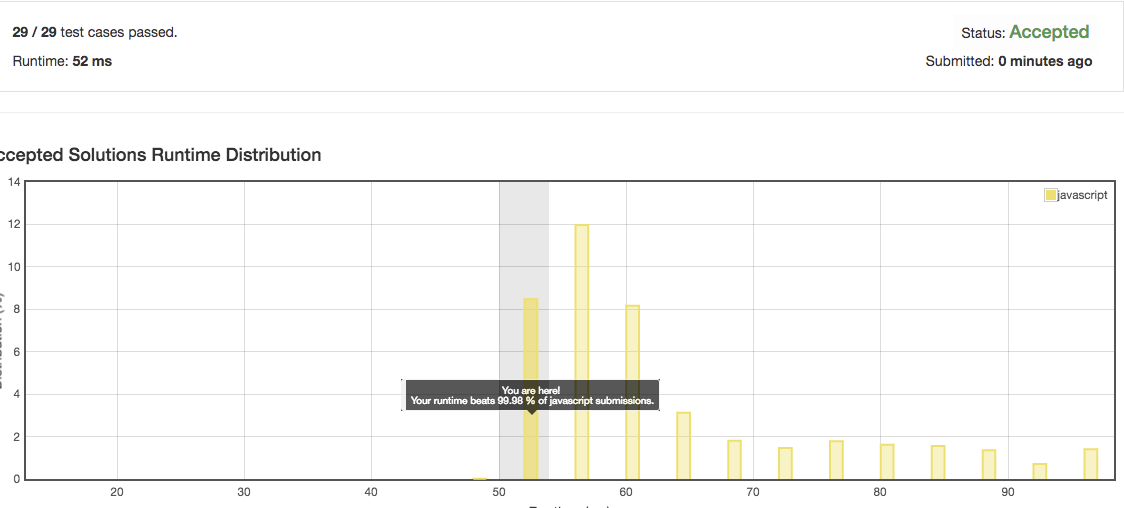 29 / 29 test cases passed.
Status: Accepted
Runtime: 52 ms
Submitted: 0 minutes ago
ccepted Solutions Runtime Distribution
javascript
14
12
10
8
6
4
2
0
You are here!
Your runtime beats 99.98 % of javascript submissions.
20 30 40 50 60 70 80 90